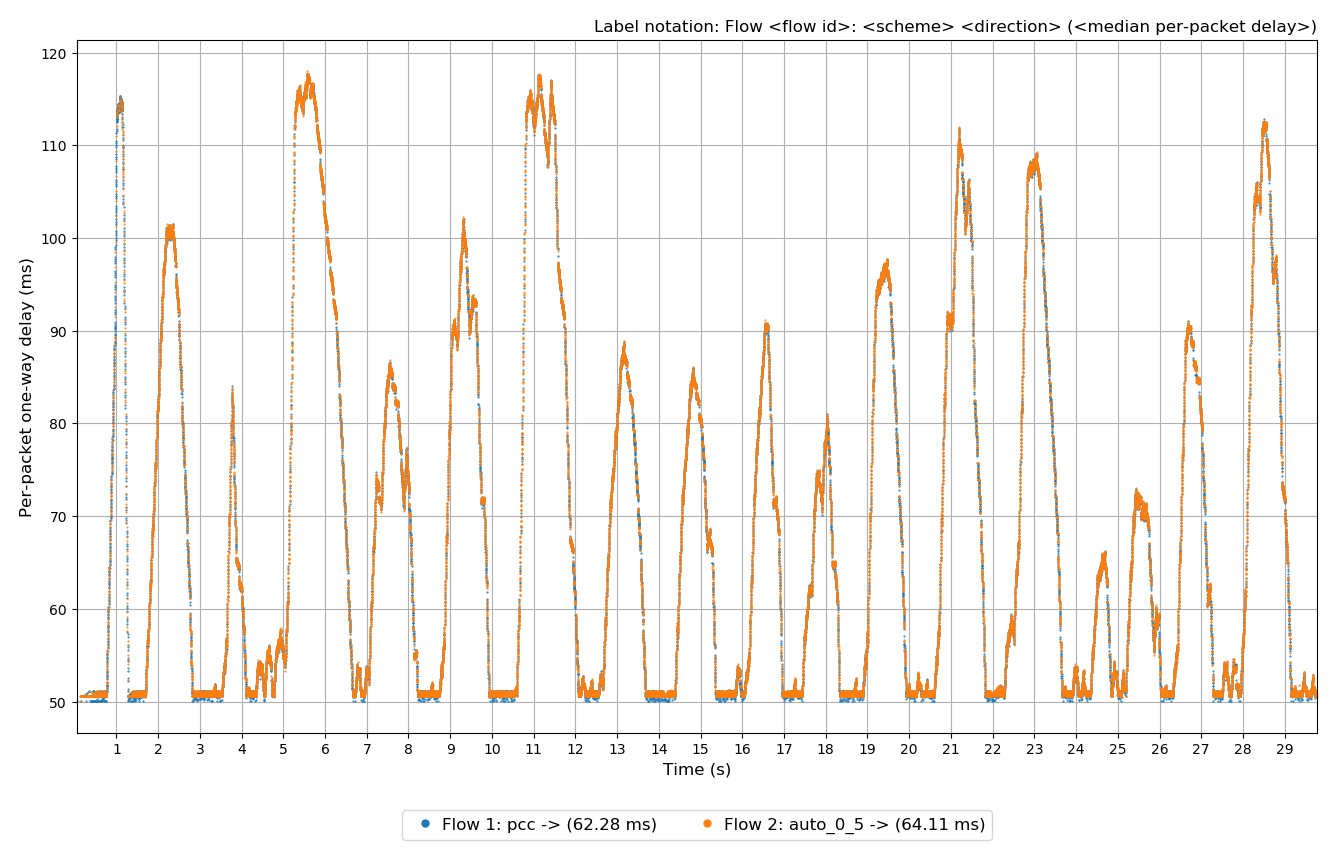 Label notation: Flow <flow id>: <scheme> <direction> (<median per-packet delay>)
120
110
100
90
80
70
60
50
Per-packet one-way delay (ms)
1 2 3 4 5 6 7 8 9 10 11 12 13 14 15 16 17 18 19 20 21 22 23 24 25 26 27 28 29
Time (s)
Flow 1: pcc -> (62.28 ms) Flow 2: auto_0_5 -> (64.11 ms)